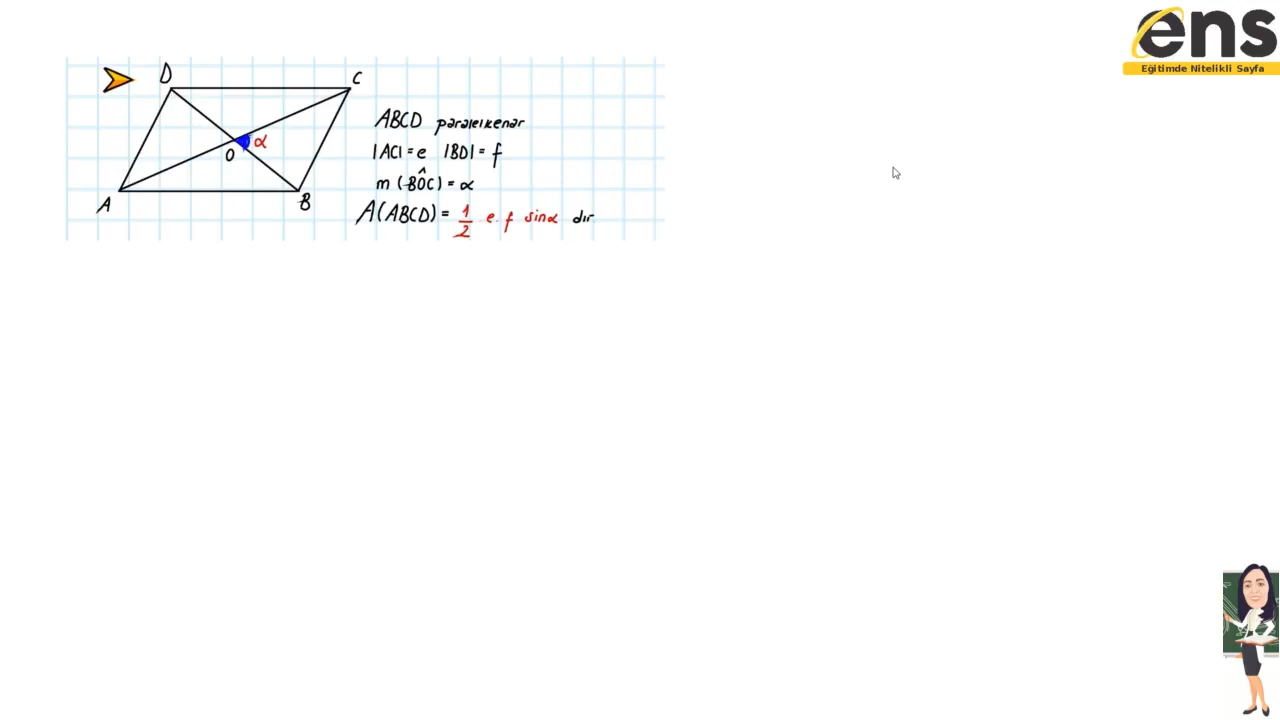 ens
Eğitimde Nitelikli Sayfa
D
C
α
O
A
B
ABCD paralelkenar
|AC| = e |BD| = f
m (BÔC) = α
A(ABCD) = 1/2 e.f sinα dır